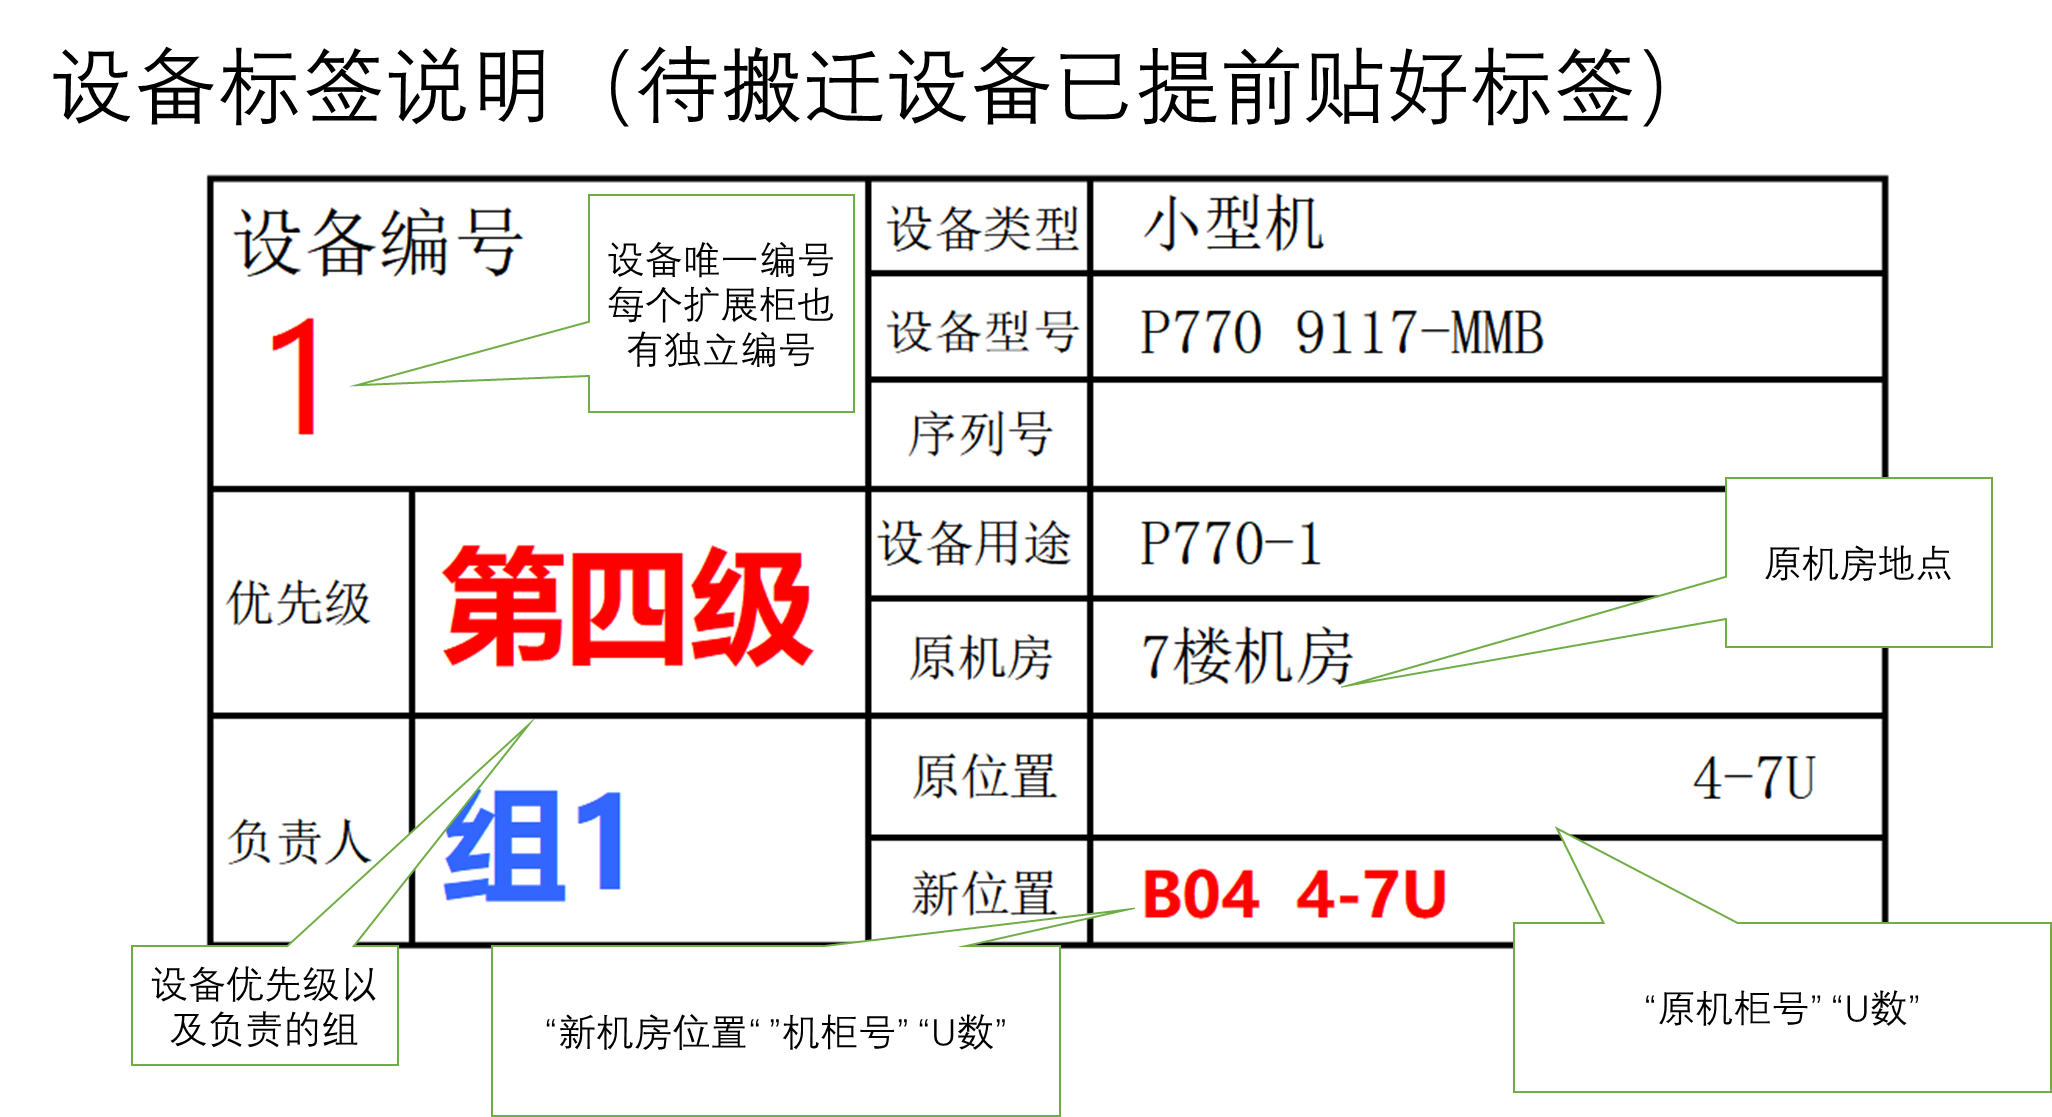 设备标签说明（待搬迁设备已提前贴好标签）
设备编号
1
设备唯一编号
每个扩展柜也
有独立编号
设备类型
小型机
设备型号
P770 9117-MMB
序列号
优先级
第四级
设备用途
P770-1
原机房地点
原机房
7楼机房
负责人
组1
原位置
4-7U
新位置
B04 4-7U
设备优先级以
及负责的组
“新机房位置“ ”机柜号” “U数”
“原机柜号” “U数”